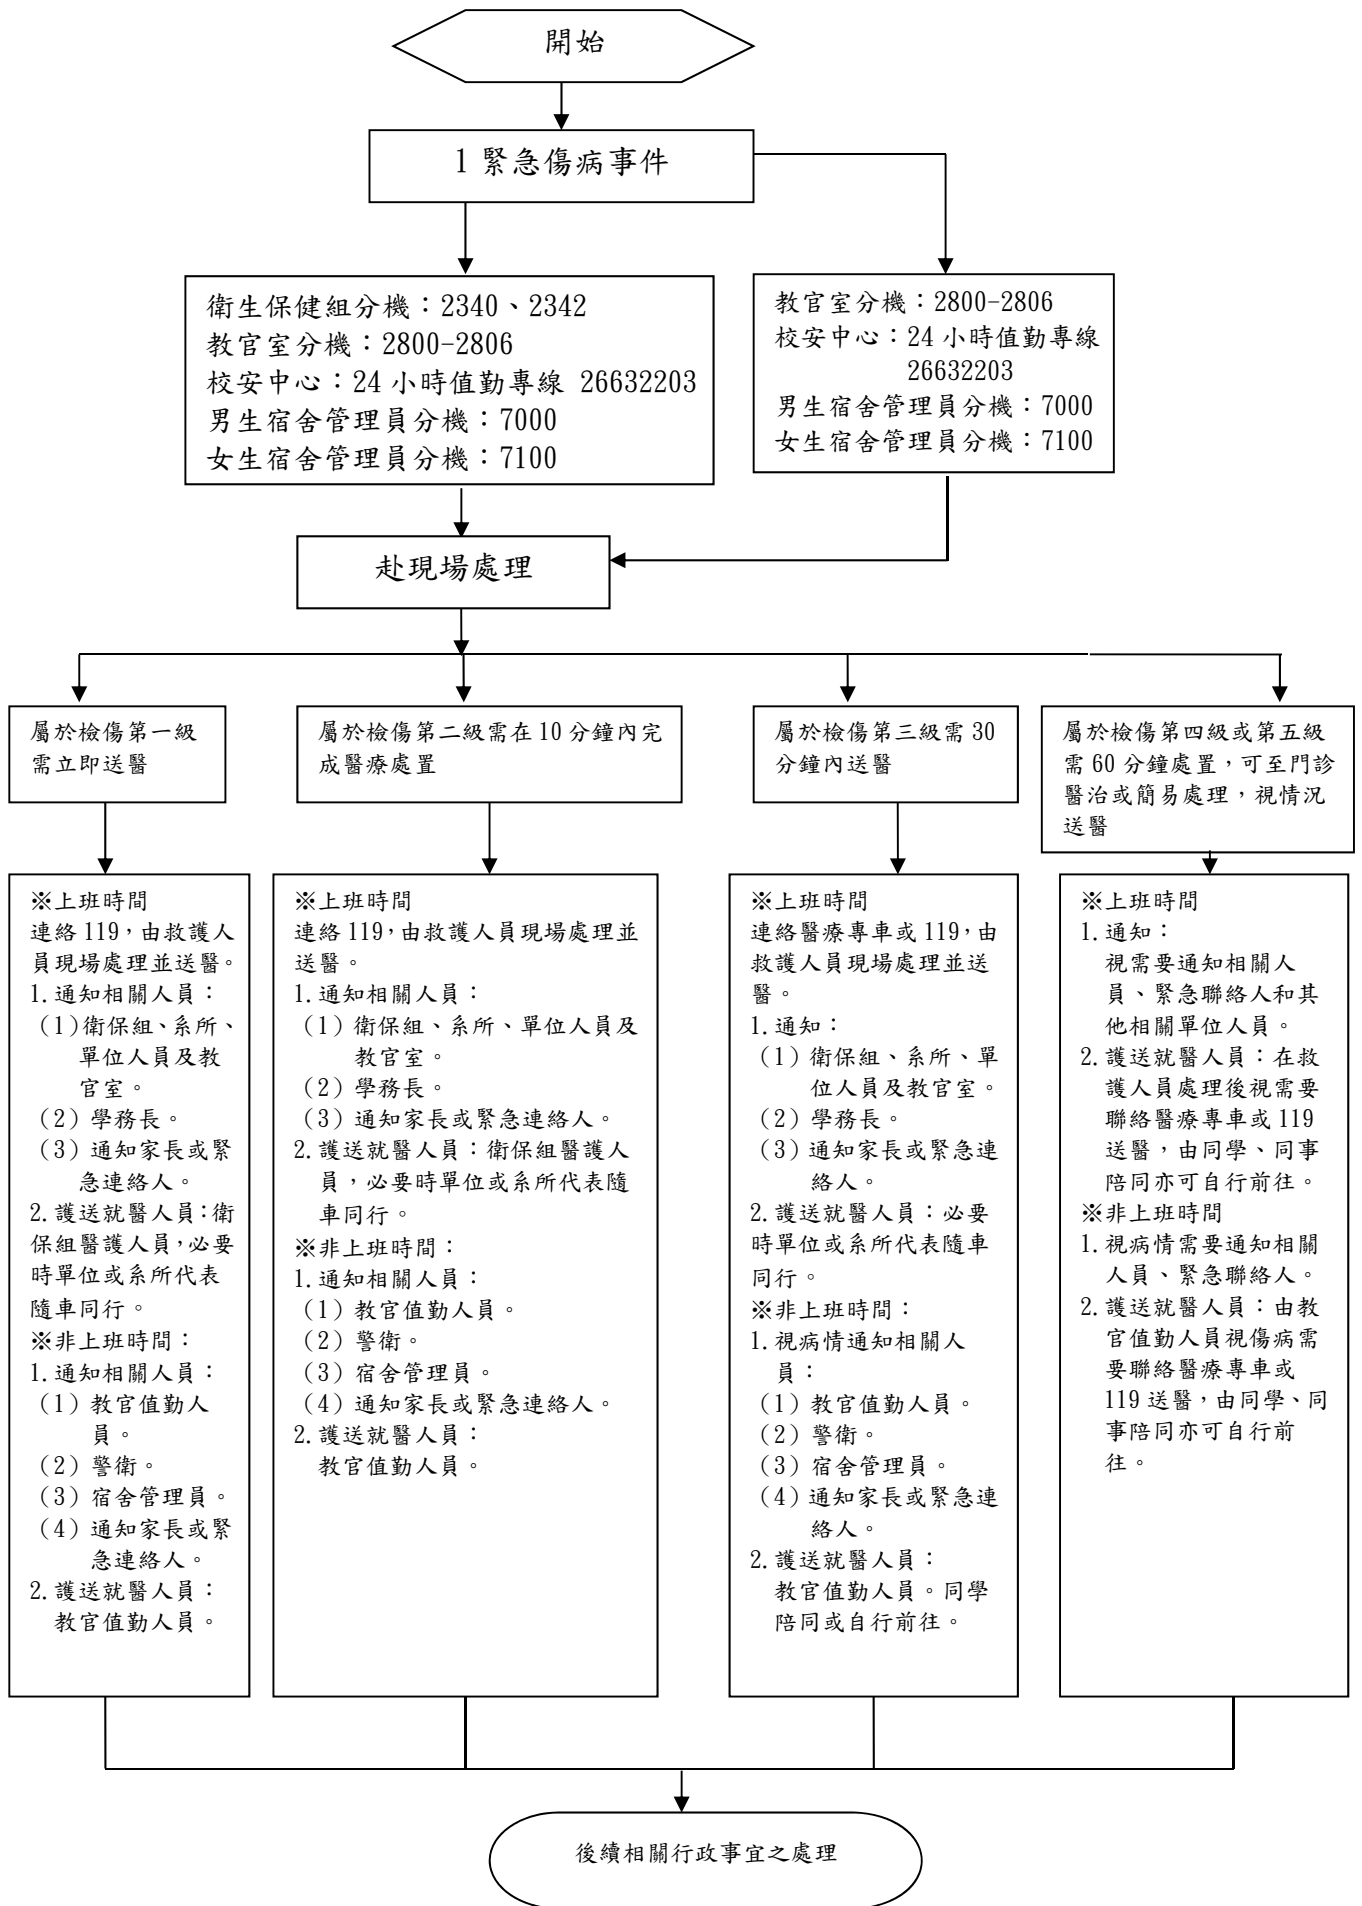 開始
1 緊急傷病事件
衛生保健組分機：2340、2342
教官室分機：2800-2806
校安中心：24 小時值勤專線 26632203
男生宿舍管理員分機：7000
女生宿舍管理員分機：7100
教官室分機：2800-2806
校安中心：24 小時值勤專線
26632203
男生宿舍管理員分機：7000
女生宿舍管理員分機：7100
赴現場處理
屬於檢傷第一級
需立即送醫
屬於檢傷第二級需在 10 分鐘內完
成醫療處置
屬於檢傷第三級需 30
分鐘內送醫
屬於檢傷第四級或第五級
需 60 分鐘處置，可至門診
醫治或簡易處理，視情況
送醫
※上班時間
連絡 119，由救護人
員現場處理並送醫。
1.通知相關人員：
（1）衛保組、系所、
單位人員及教
官室。
（2）學務長。
（3）通知家長或緊
急連絡人。
2.護送就醫人員：衛
保組醫護人員，必要
時單位或系所代表
隨車同行。
※非上班時間：
1.通知相關人員：
（1）教官值勤人
員。
（2）警衛。
（3）宿舍管理員。
（4）通知家長或緊
急連絡人。
2.護送就醫人員：
教官值勤人員。
※上班時間
連絡 119，由救護人員現場處理並
送醫。
1.通知相關人員：
（1）衛保組、系所、單位人員及
教官室。
（2）學務長。
（3）通知家長或緊急連絡人。
2.護送就醫人員：衛保組醫護人
員，必要時單位或系所代表隨
車同行。
※非上班時間：
1.通知相關人員：
（1）教官值勤人員。
（2）警衛。
（3）宿舍管理員。
（4）通知家長或緊急連絡人。
2.護送就醫人員：
教官值勤人員。
※上班時間
連絡醫療專車或 119，由
救護人員現場處理並送
醫。
1.通知：
（1）衛保組、系所、單
位人員及教官室。
（2）學務長。
（3）通知家長或緊急連
絡人。
2.護送就醫人員：必要
時單位或系所代表隨車
同行。
※非上班時間：
1.視病情通知相關人
員：
（1）教官值勤人員。
（2）警衛。
（3）宿舍管理員。
（4）通知家長或緊急連
絡人。
2.護送就醫人員：
教官值勤人員。同學
陪同或自行前往。
※上班時間
1.通知：
視需要通知相關人
員、緊急聯絡人和其
他相關單位人員。
2.護送就醫人員：在救
護人員處理後視需要
聯絡醫療專車或 119
送醫，由同學、同事
陪同亦可自行前往。
※非上班時間
1.視病情需要通知相關
人員、緊急聯絡人。
2.護送就醫人員：由教
官值勤人員視傷病需
要聯絡醫療專車或
119 送醫，由同學、同
事陪同亦可自行前
往。
後續相關行政事宜之處理